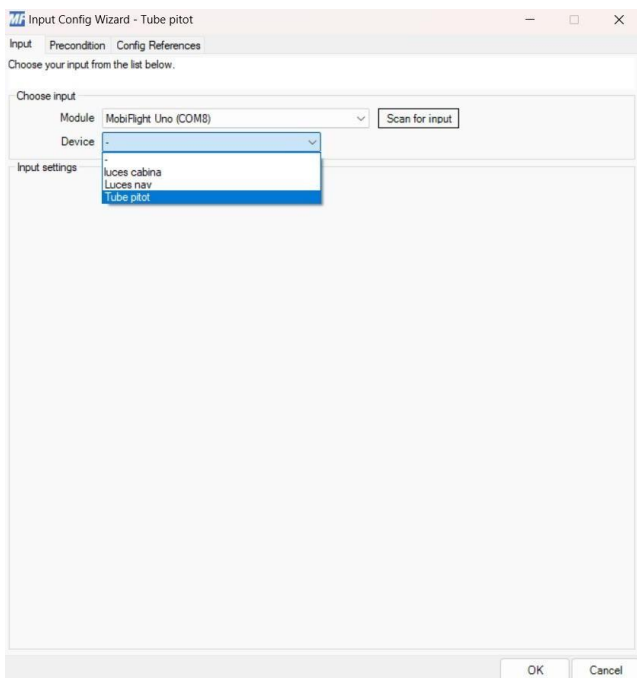 MF Input Config Wizard - Tube pitot
Input Precondition Config References
Choose your input from the list below.
Choose input
Module MobiFlight Uno (COM8) Scan for input
Device -
-
luces cabina
Luces nav
Tube pitot
Input settings
OK Cancel